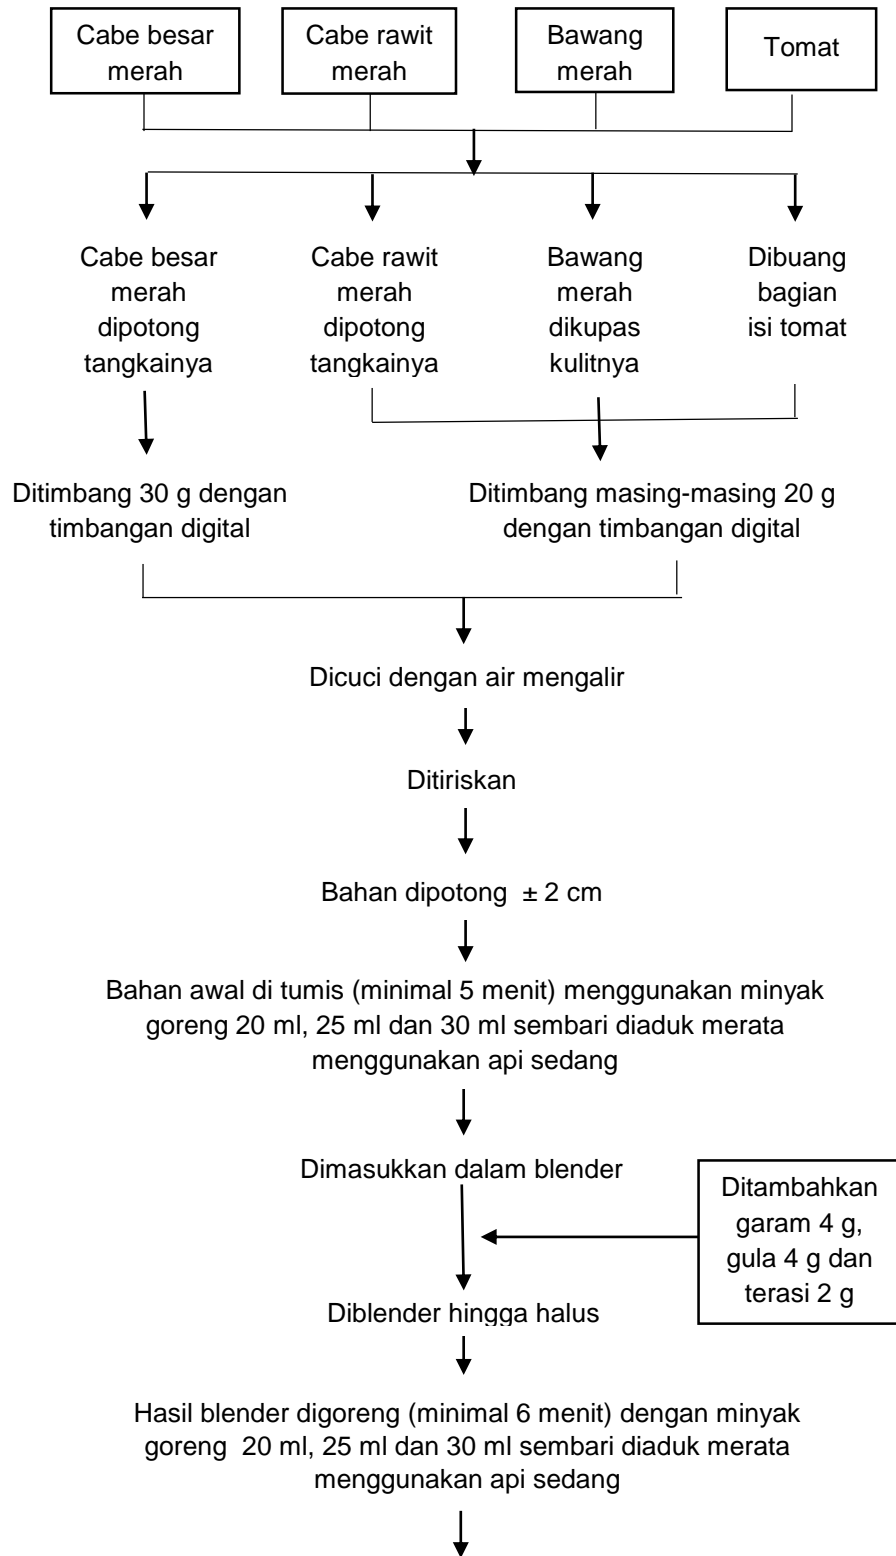 Cabe besar
merah
Cabe rawit
merah
Bawang
merah
Tomat
Cabe besar
merah
dipotong
tangkainya
Cabe rawit
merah
dipotong
tangkainya
Bawang
merah
dikupas
kulitnya
Dibuang
bagian
isi tomat
Ditimbang 30 g dengan
timbangan digital
Ditimbang masing-masing 20 g
dengan timbangan digital
Dicuci dengan air mengalir
Ditiriskan
Bahan dipotong ± 2 cm
Bahan awal di tumis (minimal 5 menit) menggunakan minyak
goreng 20 ml, 25 ml dan 30 ml sembari diaduk merata
menggunakan api sedang
Dimasukkan dalam blender
Ditambahkan
garam 4 g,
gula 4 g dan
terasi 2 g
Diblender hingga halus
Hasil blender digoreng (minimal 6 menit) dengan minyak
goreng 20 ml, 25 ml dan 30 ml sembari diaduk merata
menggunakan api sedang